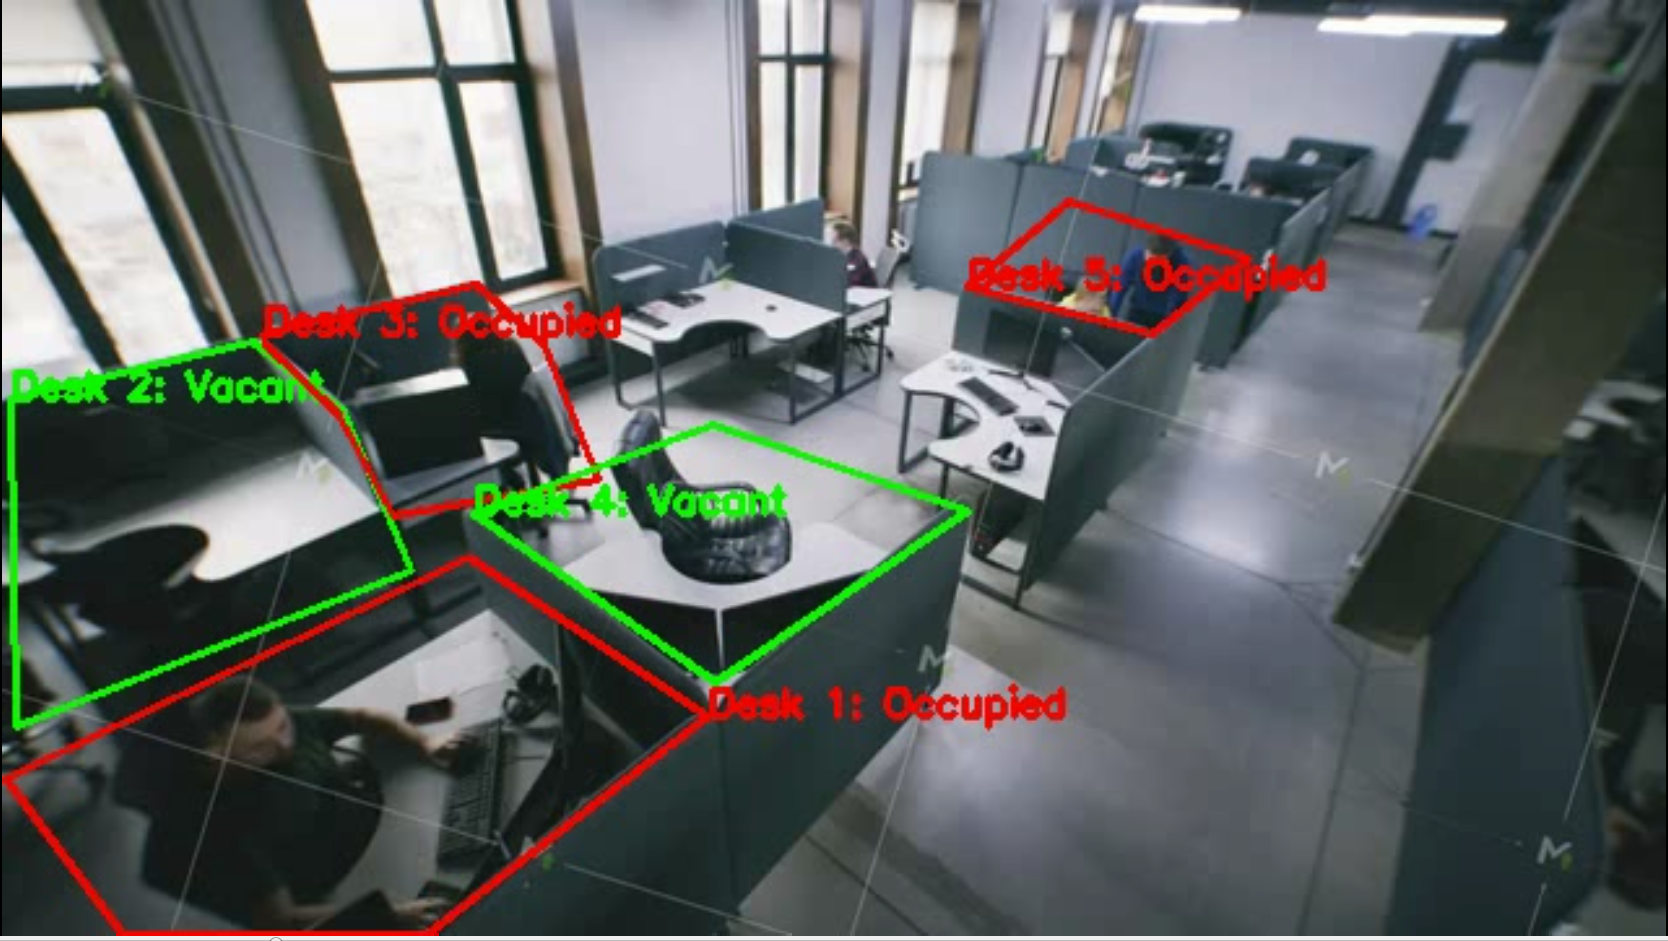 Desk 5: Occupied
Desk 3: Occupied
Desk 2: Vacant
Desk 4: Vacant
Desk 1: Occupied